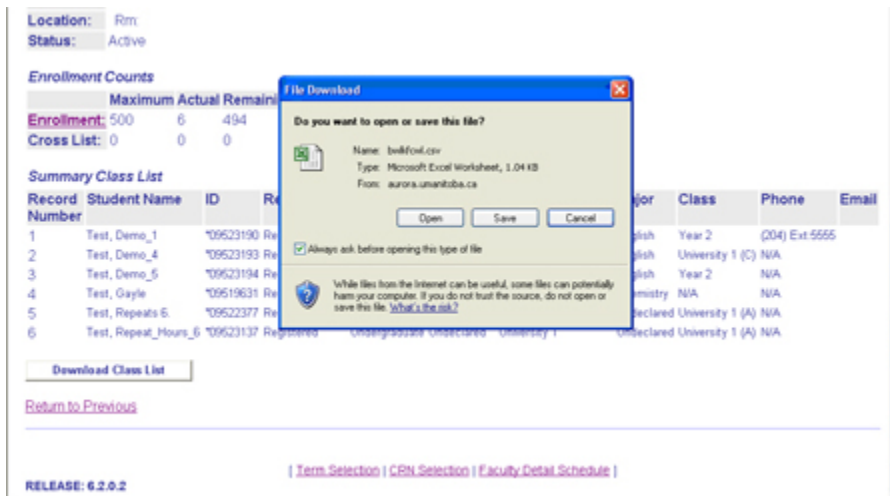 Location: Rm:
Status: Active
Enrollment Counts
Maximum Actual Remaini
Enrollment: 500 6 494
Cross List: 0 0 0
Summary Class List
Record Number Student Name ID Re jor Class Phone Email
1 Test, Demo_1 *09523190 Re glish Year 2 (204) Ext:5555
2 Test, Demo_4 *09523193 Re glish University 1 (C) N/A
3 Test, Demo_5 *09523194 Re glish Year 2 N/A
4 Test, Gayle *09519631 Re emistry N/A N/A
5 Test, Repeats 6. *09522377 Re declared University 1 (A) N/A
6 Test, Repeat_Hours_6 *09523137 Registered Undergraduate Undeclared University 1 Undeclared University 1 (A) N/A
File Download
Do you want to open or save this file?
Name: bwlkfcwl.csv
Type: Microsoft Excel Worksheet, 1.04 KB
From: aurora.umanitoba.ca
Open Save Cancel
Always ask before opening this type of file
While files from the Internet can be useful, some files can potentially
harm your computer. If you do not trust the source, do not open or
save this file. What's the risk?
Download Class List
Return to Previous
[ Term Selection | CRN Selection | Faculty Detail Schedule ]
RELEASE: 6.2.0.2